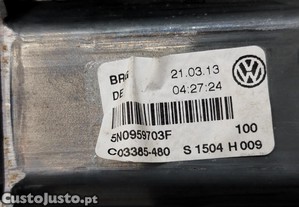 BR
21.03.13
DE
04:27:24
5N0959703F
100
C03385-480 S 1504 H 009
CustoJusto.pt